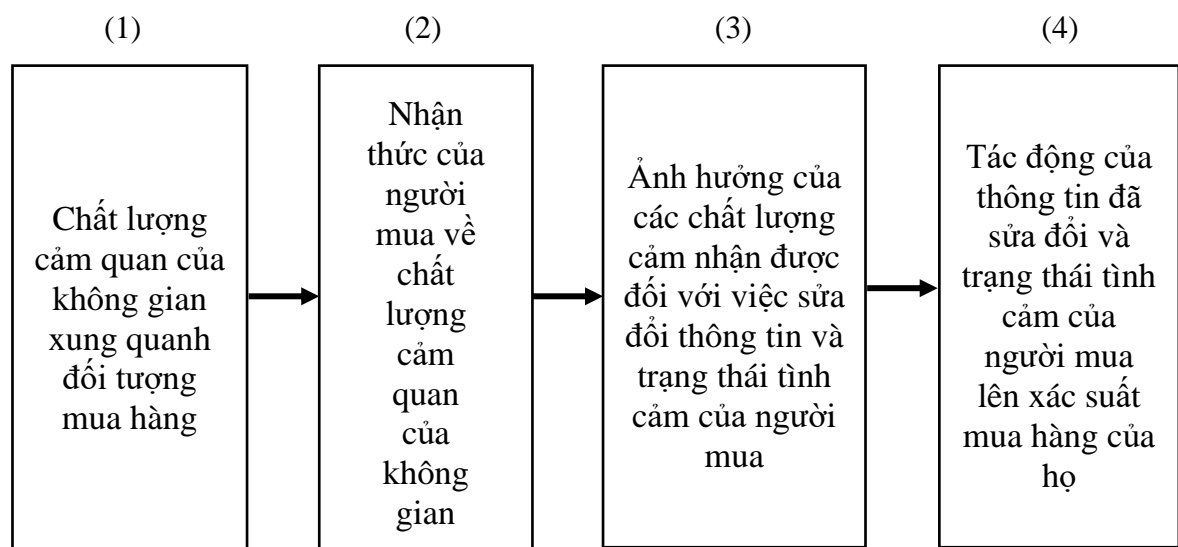 (1)
(2)
(3)
(4)
Chất lượng
cảm quan của
không gian
xung quanh
đối tượng
mua hàng
Nhận
thức của
người
mua về
chất
lượng
cảm
quan
của
không
gian
Ảnh hưởng của
các chất lượng
cảm nhận được
đối với việc sửa
đổi thông tin và
trạng thái tình
cảm của người
mua
Tác động của
thông tin đã
sửa đổi và
trạng thái tình
cảm của
người mua
lên xác suất
mua hàng của
họ